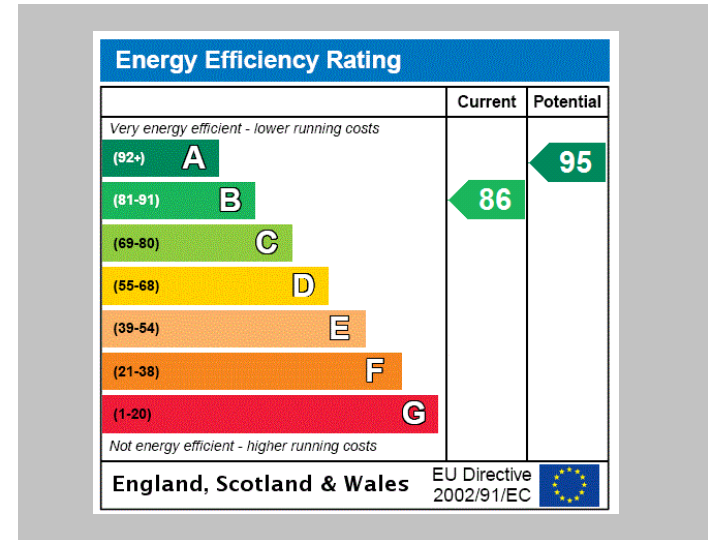 Energy Efficiency Rating
Current Potential
Very energy efficient - lower running costs
(92+) A 95
(81-91) B 86
(69-80) C
(55-68) D
(39-54) E
(21-38) F
(1-20) G
Not energy efficient - higher running costs
England, Scotland & Wales
EU Directive
2002/91/EC